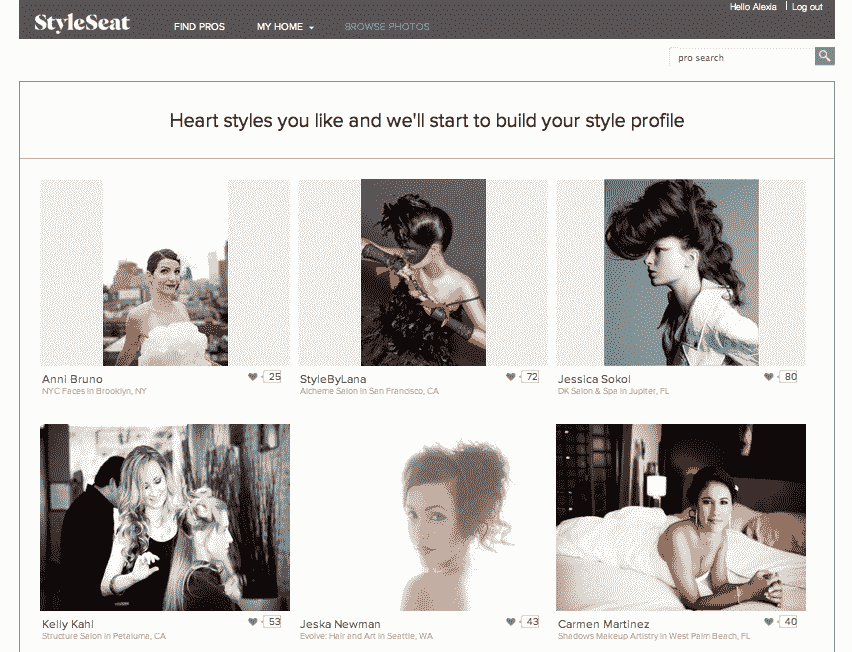 Hello Alexia | Log out
StyleSeat FIND PROS MY HOME BROWSE PHOTOS
pro search
Heart styles you like and we'll start to build your style profile
Anni Bruno 25
NYC Faces in Brooklyn, NY
StyleByLana 72
Alcheme Salon in San Francisco, CA
Jessica Sokol 80
DK Salon & Spa in Jupiter, FL
Kelly Kahl 53
Structure Salon in Petaluma, CA
Jeska Newman 43
Evolve: Hair and Art in Seattle, WA
Carmen Martinez 40
Shadows Makeup Artistry in West Palm Beach, FL